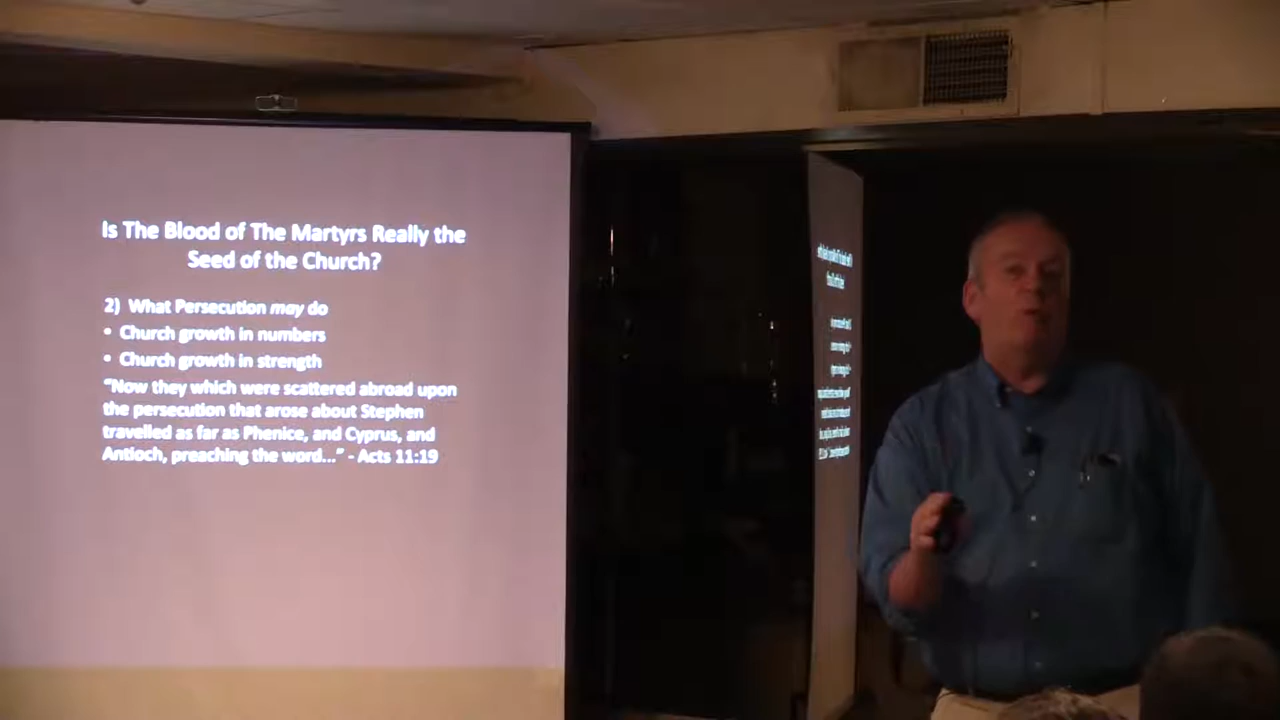 Is The Blood of The Martyrs Really the
Seed of the Church?
2) What Persecution may do
• Church growth in numbers
• Church growth in strength
“Now they which were scattered abroad upon
the persecution that arose about Stephen
travelled as far as Phenice, and Cyprus, and
Antioch, preaching the word...” - Acts 11:19